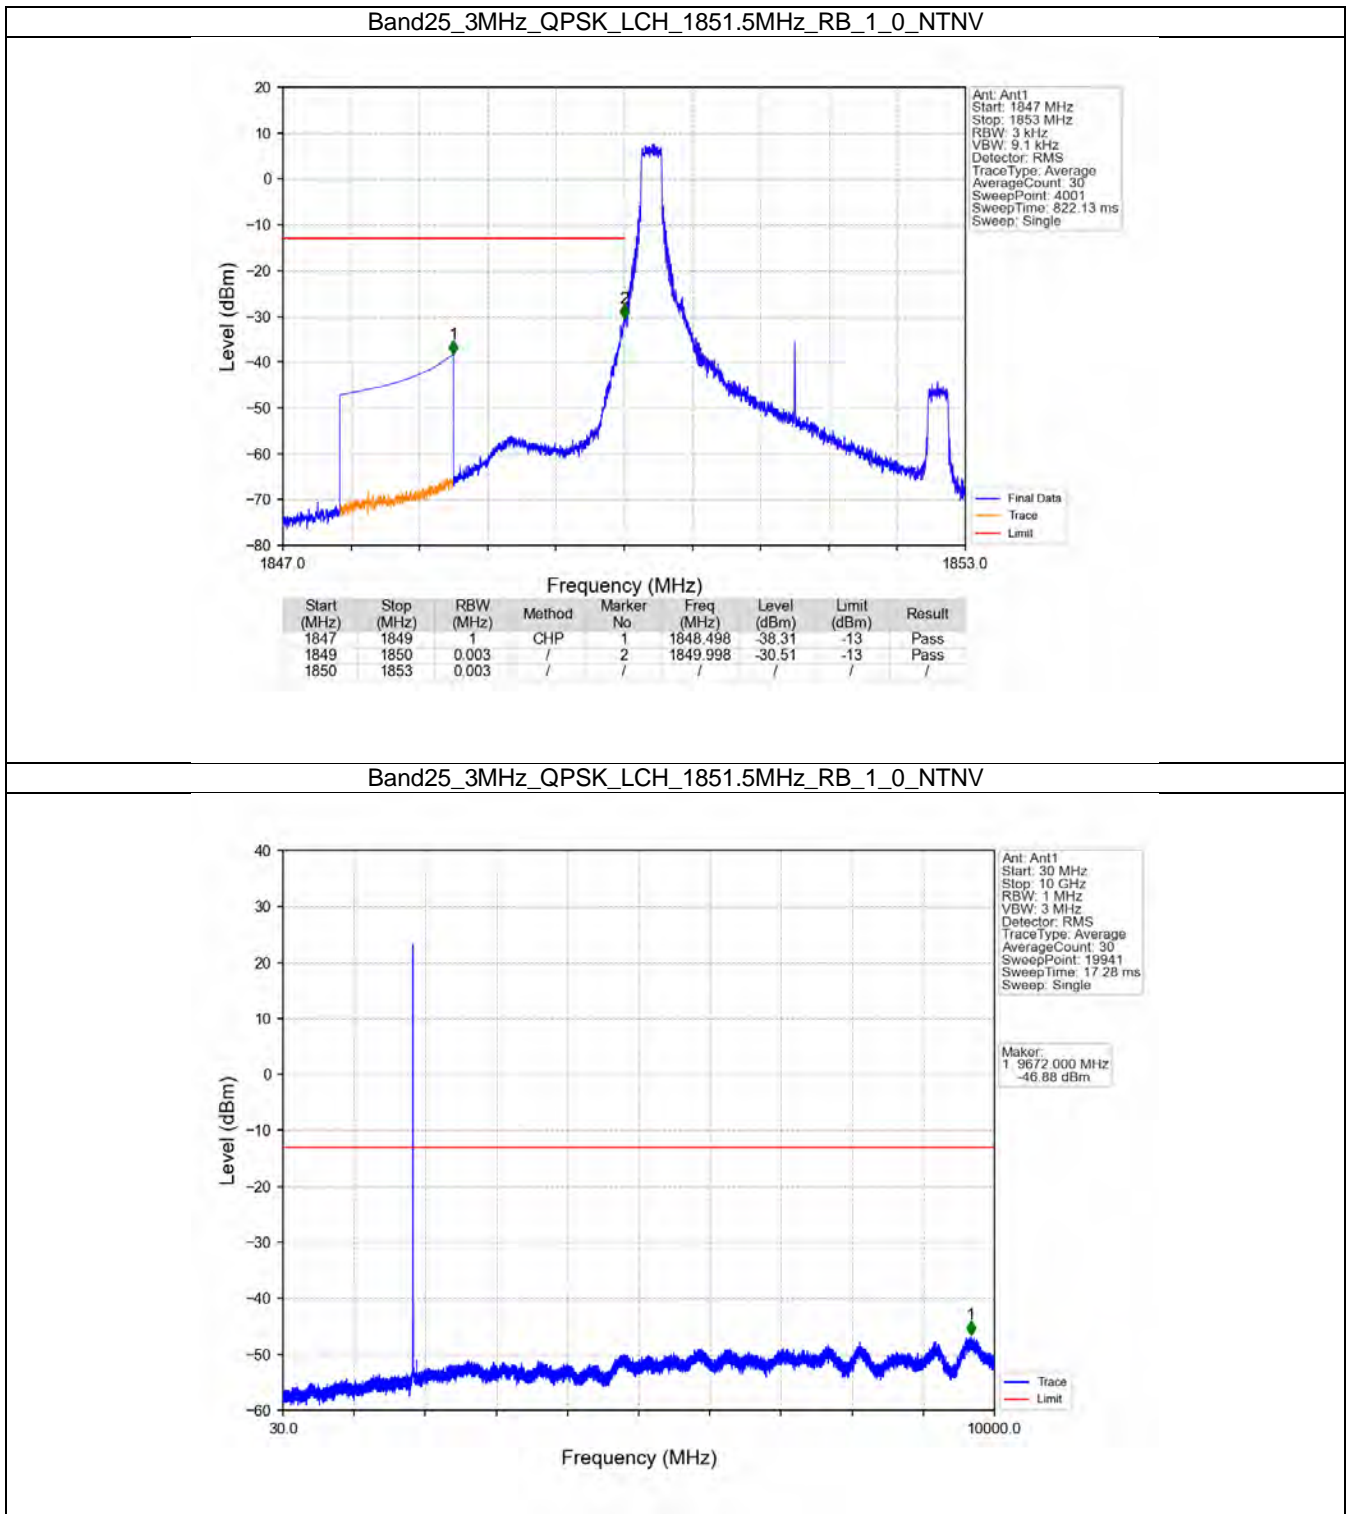 Band25_3MHz_QPSK_LCH_1851.5MHz_RB_1_0_NTNV
Ant: Ant1
Start: 1847 MHz
Stop: 1853 MHz
RBW: 3 kHz
VBW: 9.1 kHz
Detector: RMS
TraceType: Average
AverageCount: 30
SweepPoint: 4001
SweepTime: 822.13 ms
Sweep: Single
20
10
0
−10
−20
−30
−40
−50
−60
−70
−80
Level (dBm)
1
2
Final Data
Trace
Limit
1847.0 1853.0
Frequency (MHz)
Start (MHz) Stop (MHz) RBW (MHz) Method Marker No Freq (MHz) Level (dBm) Limit (dBm) Result
1847 1849 1 CHP 1 1848.498 -38.31 -13 Pass
1849 1850 0.003 / 2 1849.998 -30.51 -13 Pass
1850 1853 0.003 / / / / / /
Band25_3MHz_QPSK_LCH_1851.5MHz_RB_1_0_NTNV
Ant: Ant1
Start: 30 MHz
Stop: 10 GHz
RBW: 1 MHz
VBW: 3 MHz
Detector: RMS
TraceType: Average
AverageCount: 30
SweepPoint: 19941
SweepTime: 17.28 ms
Sweep: Single
Maker:
1 9672.000 MHz
-46.88 dBm
40
30
20
10
0
−10
−20
−30
−40
−50
−60
Level (dBm)
1
Trace
Limit
30.0 10000.0
Frequency (MHz)